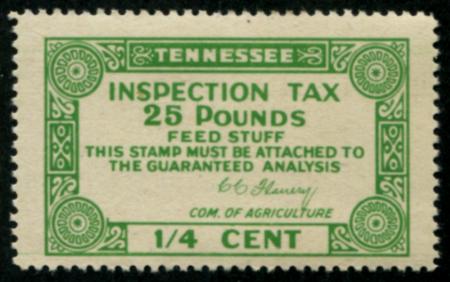 TENNESSEE
INSPECTION TAX
25 POUNDS
FEED STUFF
THIS STAMP MUST BE ATTACHED TO
THE GUARANTEED ANALYSIS
COM. OF AGRICULTURE
1/4 CENT